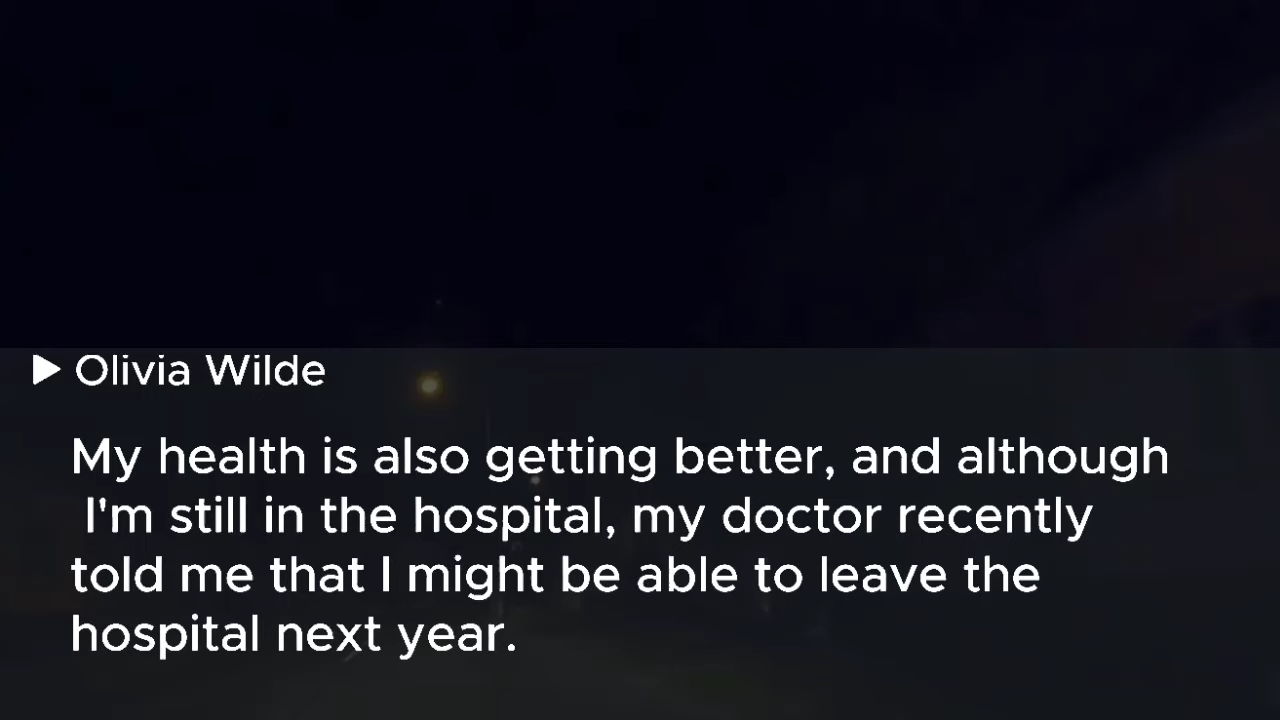 Olivia Wilde
My health is also getting better, and although
I'm still in the hospital, my doctor recently
told me that I might be able to leave the
hospital next year.